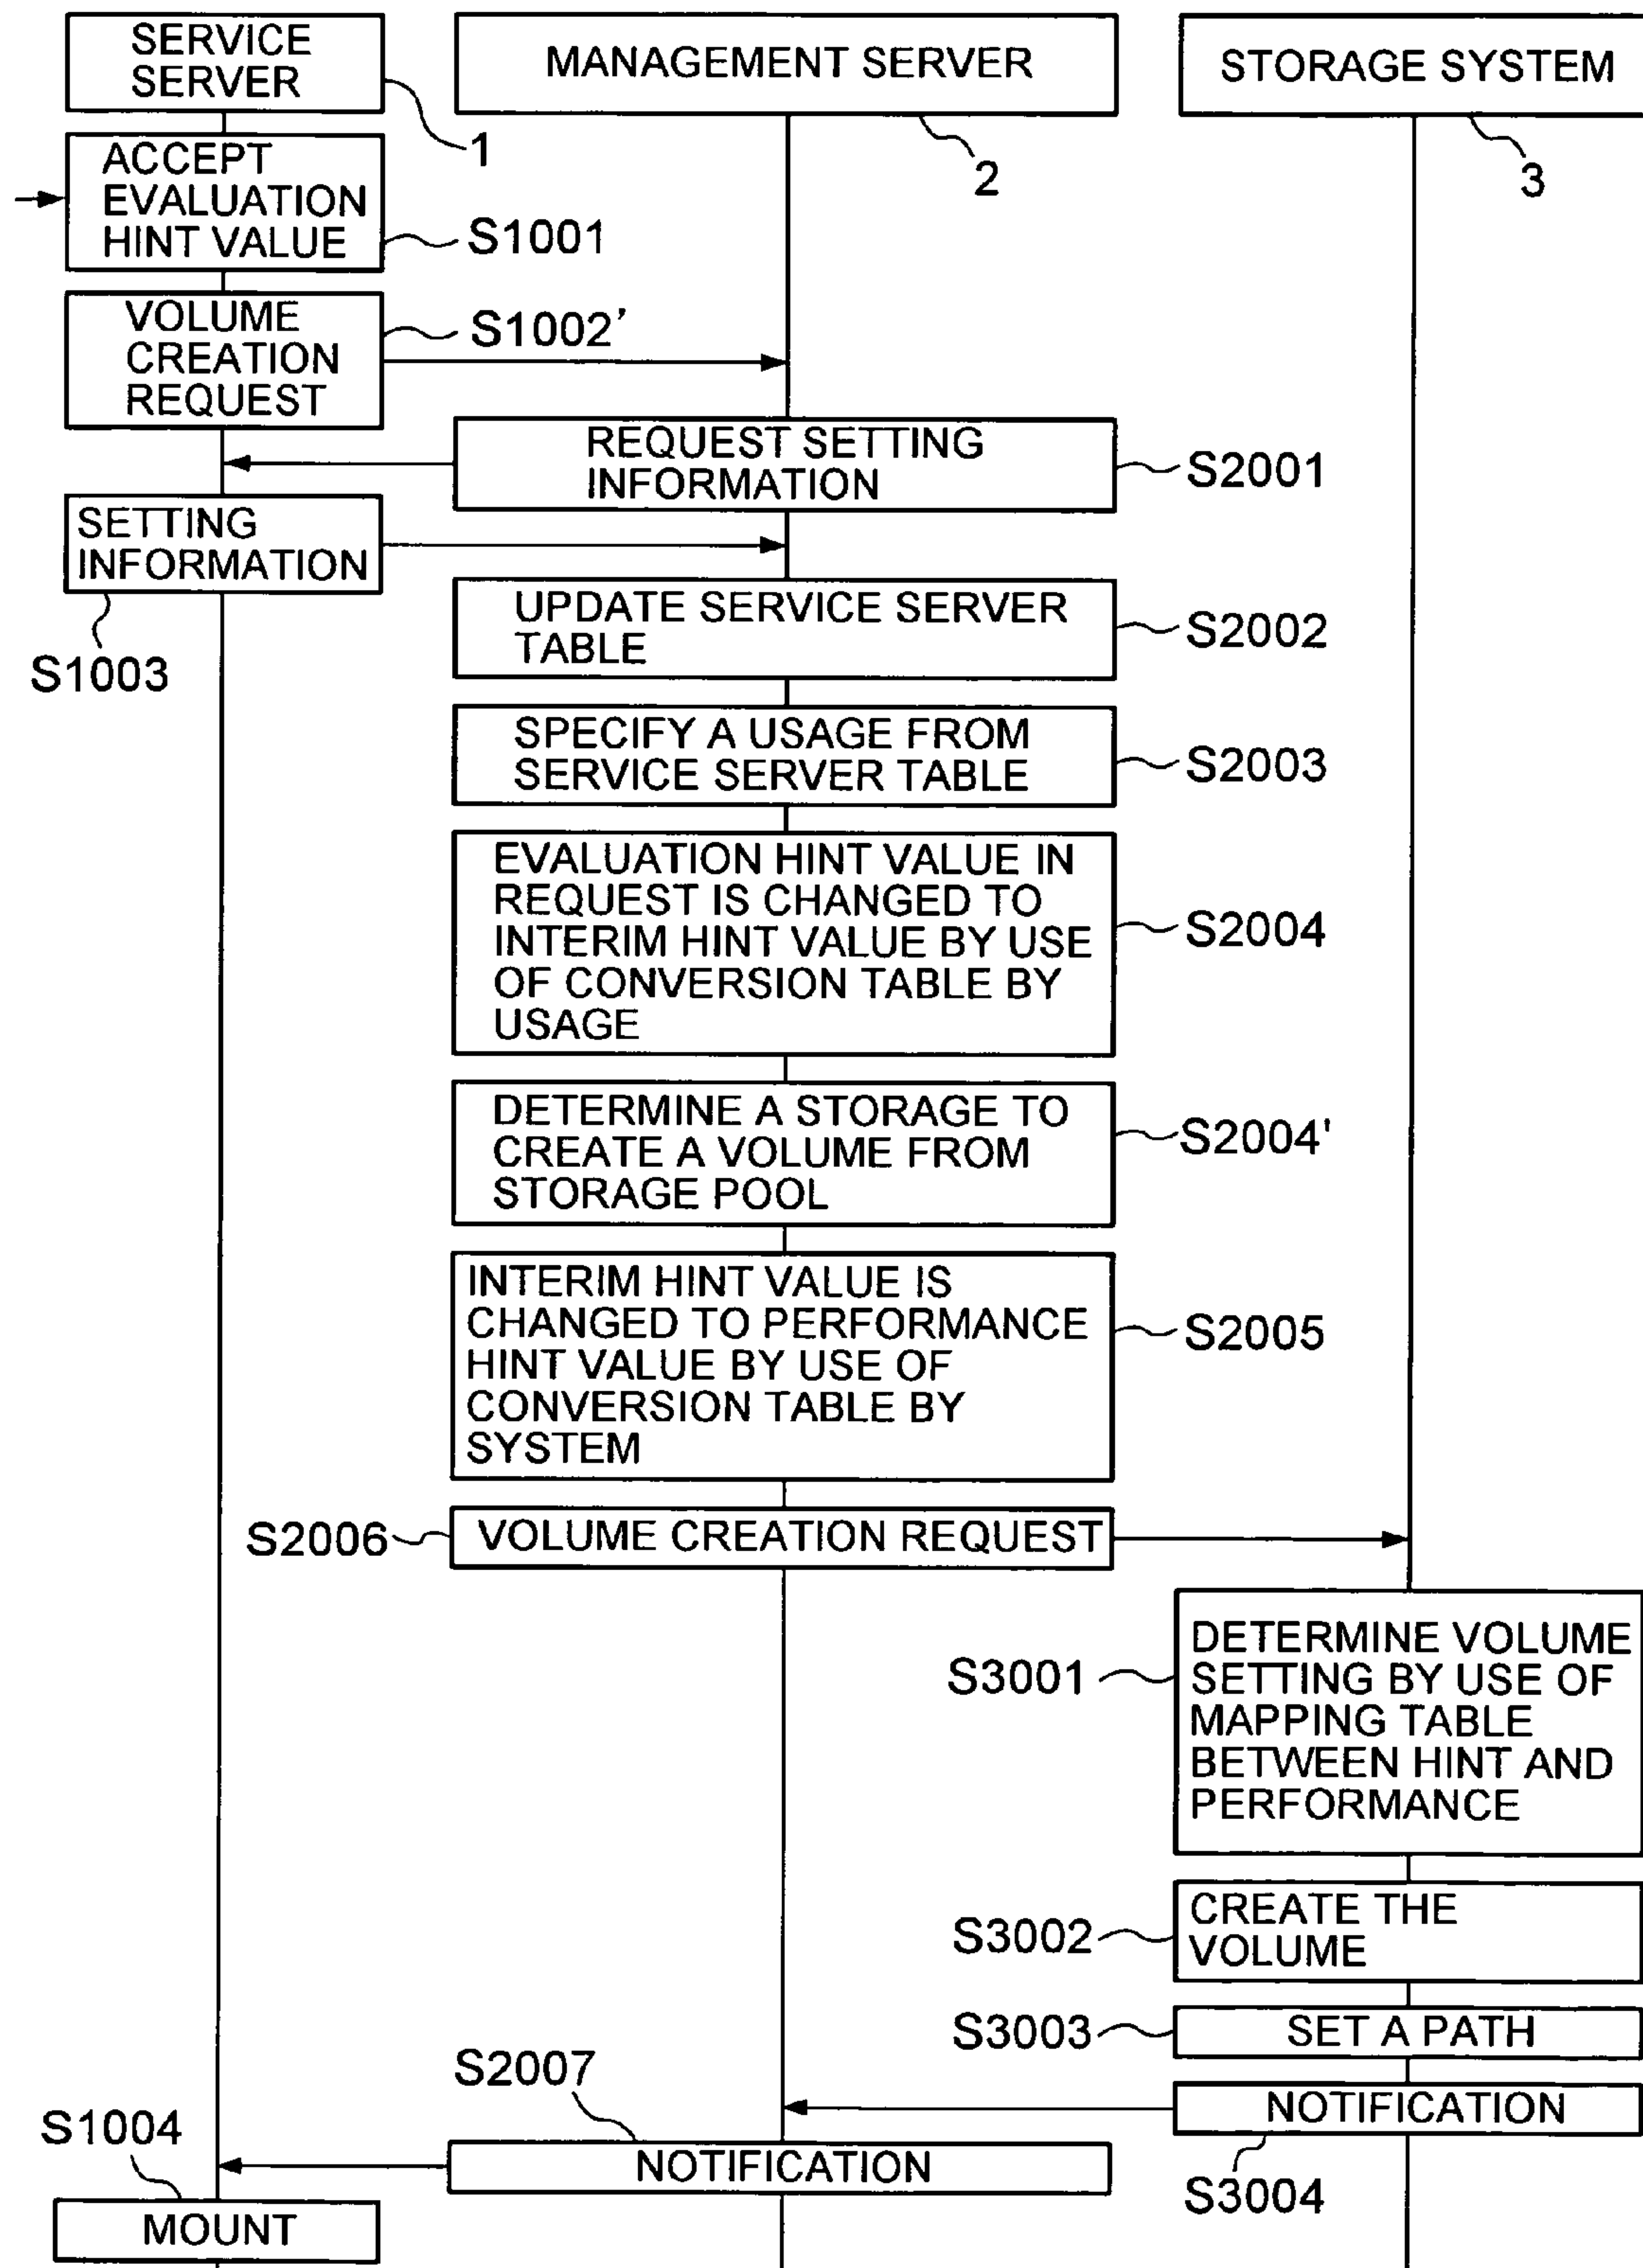 SERVICE
SERVER
MANAGEMENT SERVER
STORAGE SYSTEM
1
2
3
ACCEPT
EVALUATION
HINT VALUE
S1001
VOLUME
CREATION
REQUEST
S1002'
REQUEST SETTING
INFORMATION
S2001
SETTING
INFORMATION
S1003
UPDATE SERVICE SERVER
TABLE
S2002
SPECIFY A USAGE FROM
SERVICE SERVER TABLE
S2003
EVALUATION HINT VALUE IN
REQUEST IS CHANGED TO
INTERIM HINT VALUE BY USE
OF CONVERSION TABLE BY
USAGE
S2004
DETERMINE A STORAGE TO
CREATE A VOLUME FROM
STORAGE POOL
S2004'
INTERIM HINT VALUE IS
CHANGED TO PERFORMANCE
HINT VALUE BY USE OF
CONVERSION TABLE BY
SYSTEM
S2005
S2006
VOLUME CREATION REQUEST
S3001
DETERMINE VOLUME
SETTING BY USE OF
MAPPING TABLE
BETWEEN HINT AND
PERFORMANCE
S3002
CREATE THE
VOLUME
S3003
SET A PATH
NOTIFICATION
S3004
S2007
NOTIFICATION
S1004
MOUNT